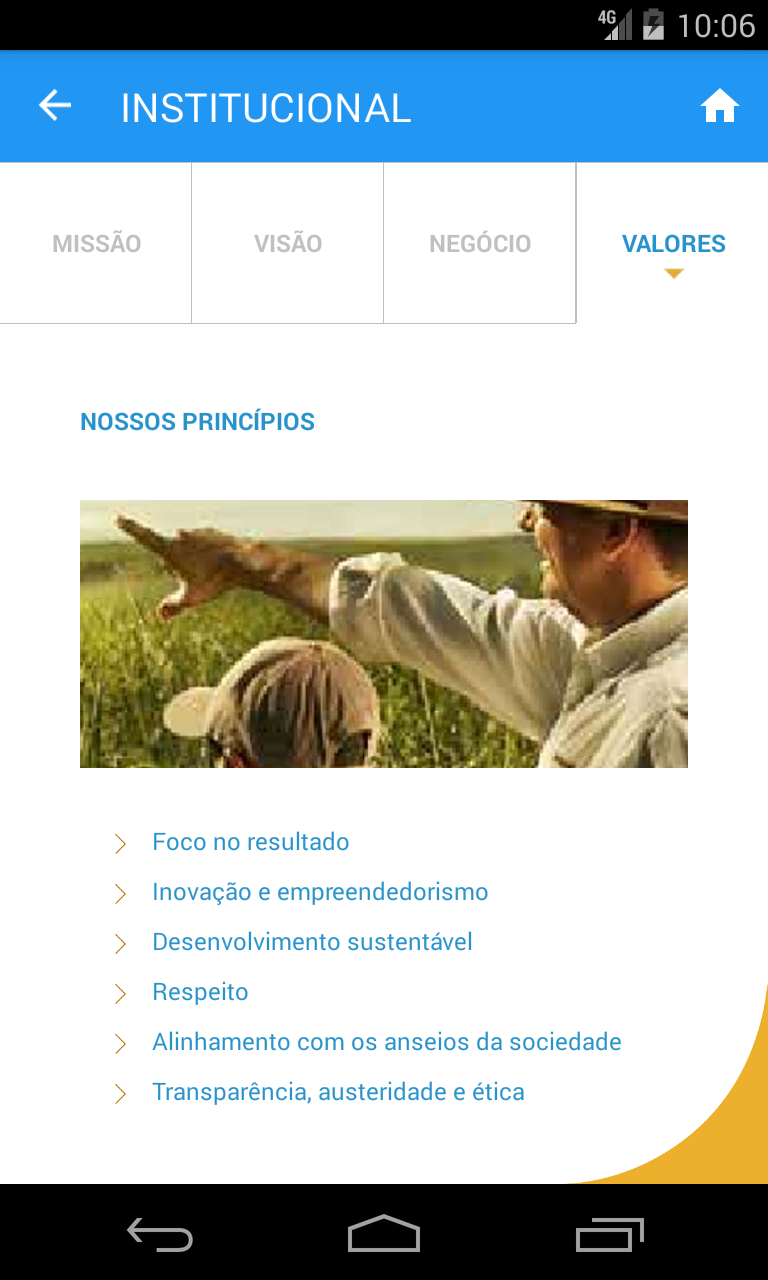 4G 10:06
INSTITUCIONAL
MISSÃO VISÃO NEGÓCIO VALORES
NOSSOS PRINCÍPIOS
Foco no resultado
Inovação e empreendedorismo
Desenvolvimento sustentável
Respeito
Alinhamento com os anseios da sociedade
Transparência, austeridade e ética